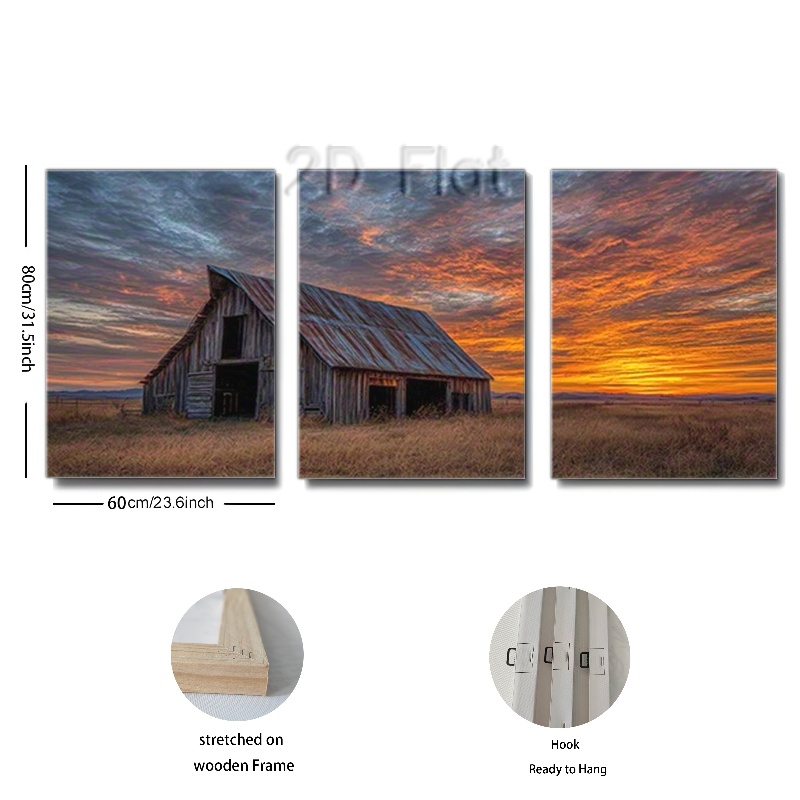 2D Flat
80cm/31.5inch
60cm/23.6inch
stretched on
wooden Frame
Hook
Ready to Hang